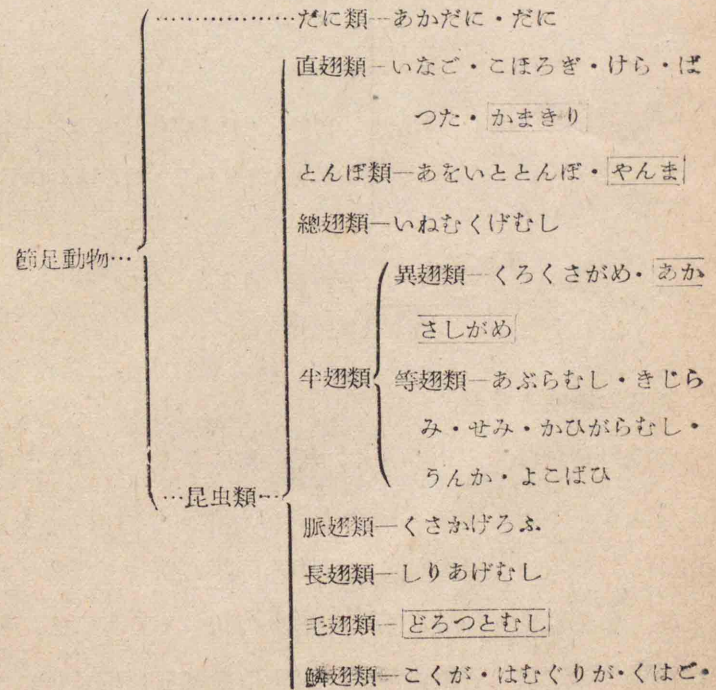 だに類―あかだに・だに
直翅類―いなご・こほろぎ・けら・ば
つた・かまきり
とんぼ類―あをいととんぼ・やんま
總翅類―いねむくげむし
節足動物…
異翅類―くろくさがめ・あか
さしがめ
半翅類
等翅類―あぶらむし・きじら
み・せみ・かひがらむし・
うんか・よこばひ
…昆虫類…
脈翅類―くさかげろふ
長翅類―しりあげむし
毛翅類―どろつとむし
鱗翅類―こくが・はむぐりが・くはご・